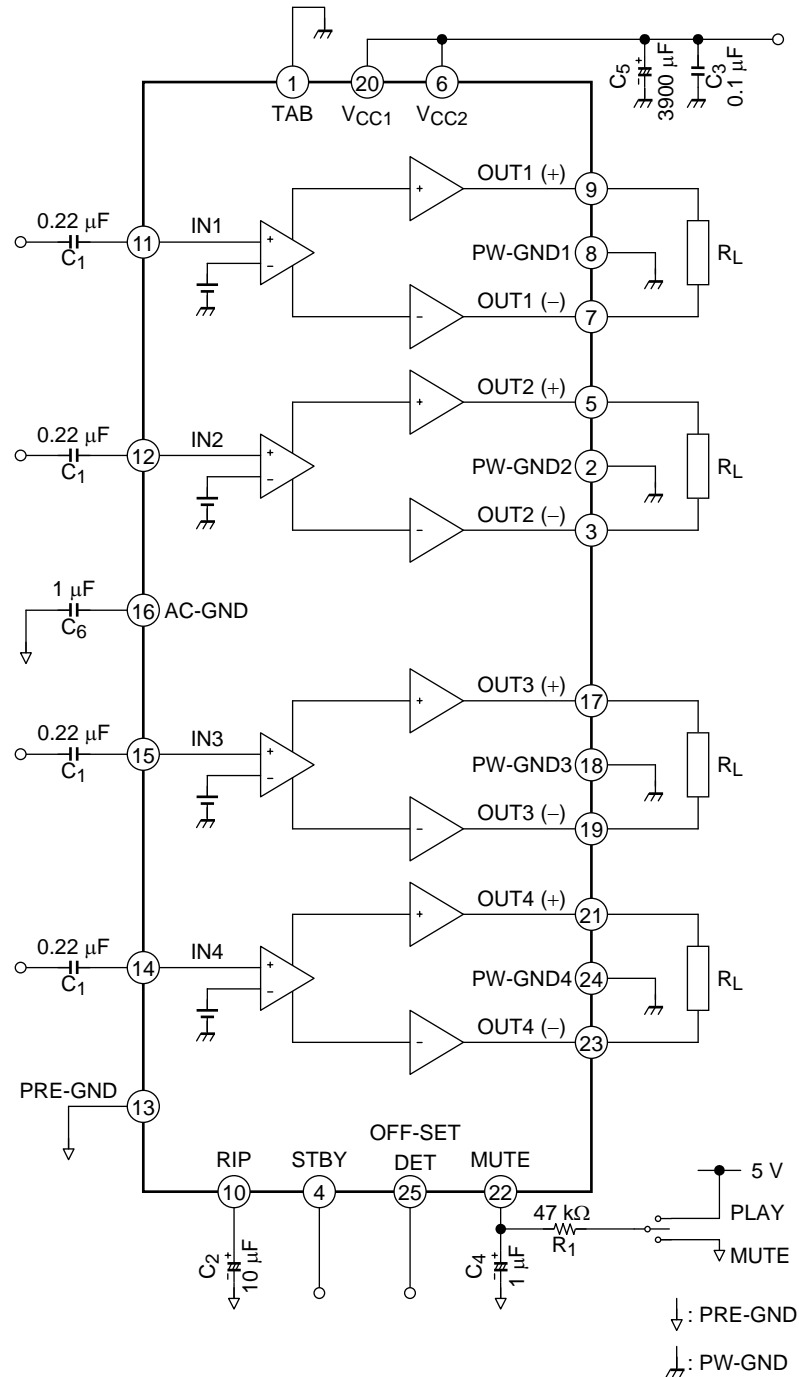 1
20
6
TAB
VCC1
VCC2
C5
3900 μF
C3
0.1 μF
OUT1 (+)
9
0.22 μF
C1
11
IN1
PW-GND1
8
RL
OUT1 (−)
7
OUT2 (+)
5
0.22 μF
C1
12
IN2
PW-GND2
2
RL
OUT2 (−)
3
1 μF
C6
16
AC-GND
OUT3 (+)
17
0.22 μF
C1
15
IN3
PW-GND3
18
RL
OUT3 (−)
19
OUT4 (+)
21
0.22 μF
C1
14
IN4
PW-GND4
24
RL
OUT4 (−)
23
PRE-GND
13
RIP
STBY
OFF-SET
DET
MUTE
10
4
25
22
C2
10 μF
C4
1 μF
47 kΩ
R1
5 V
PLAY
MUTE
: PRE-GND
: PW-GND